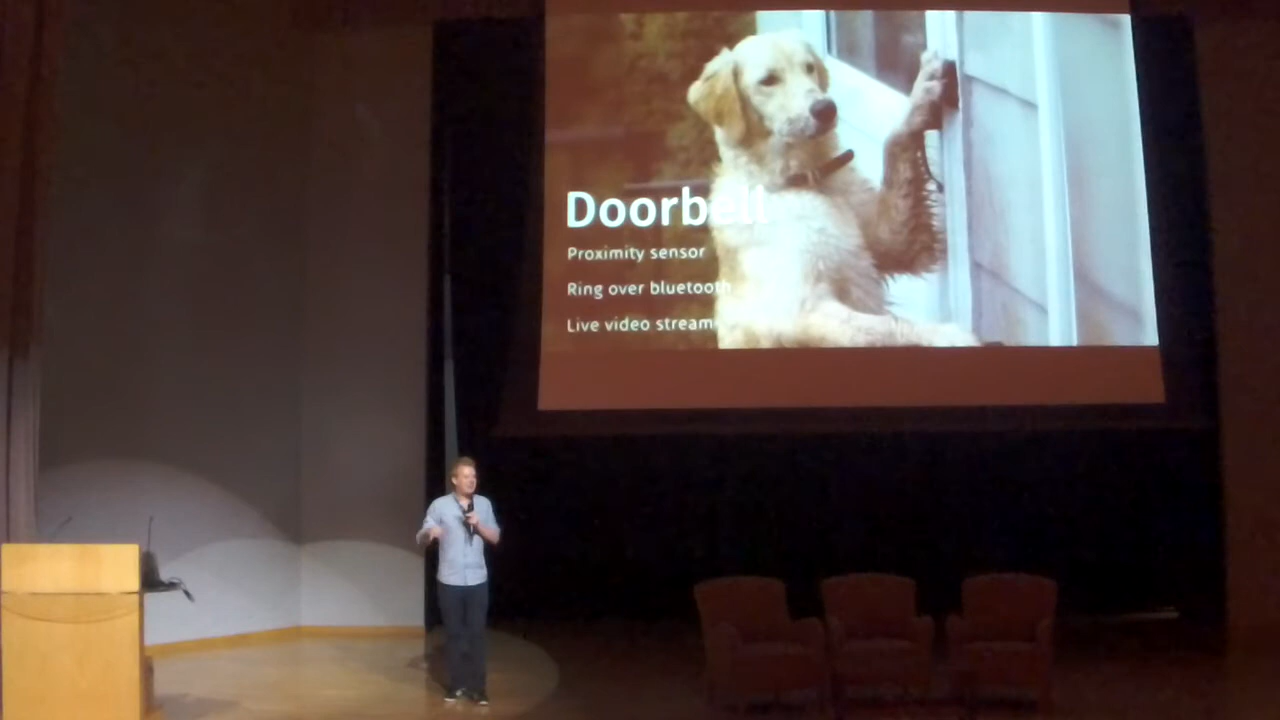 Doorbell
Proximity sensor
Ring over bluetooth
Live video stream